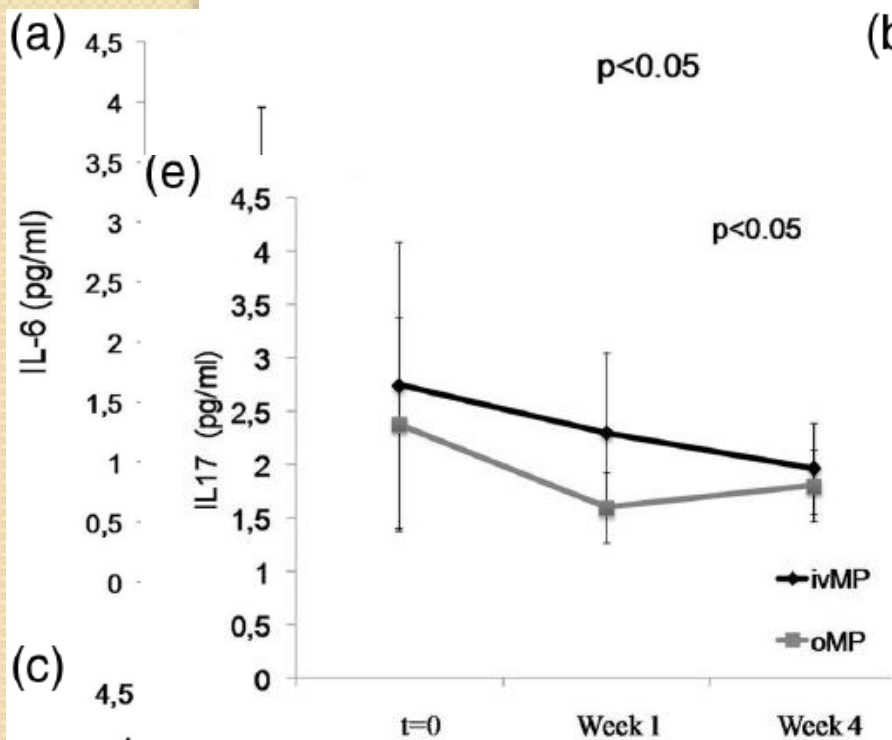 (a)
(b
4,5
4
3,5
3
2,5
2
1,5
1
0,5
0
IL-6 (pg/ml)
p<0.05
(e)
4,5
4
3,5
3
2,5
2
1,5
1
0,5
0
IL17 (pg/ml)
p<0.05
ivMP
oMP
t=0 Week 1 Week 4
(c)
4,5